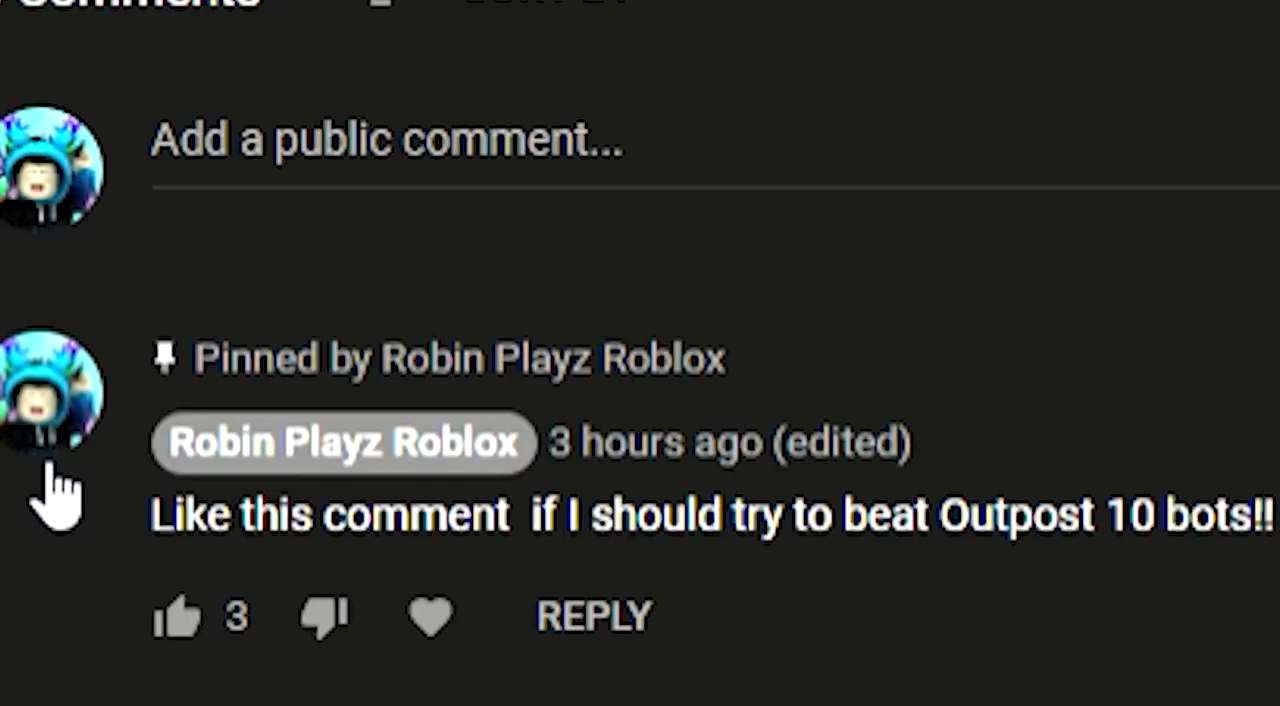 Comments
Add a public comment...
Pinned by Robin Playz Roblox
Robin Playz Roblox 3 hours ago (edited)
Like this comment  if I should try to beat Outpost 10 bots!!
3 REPLY